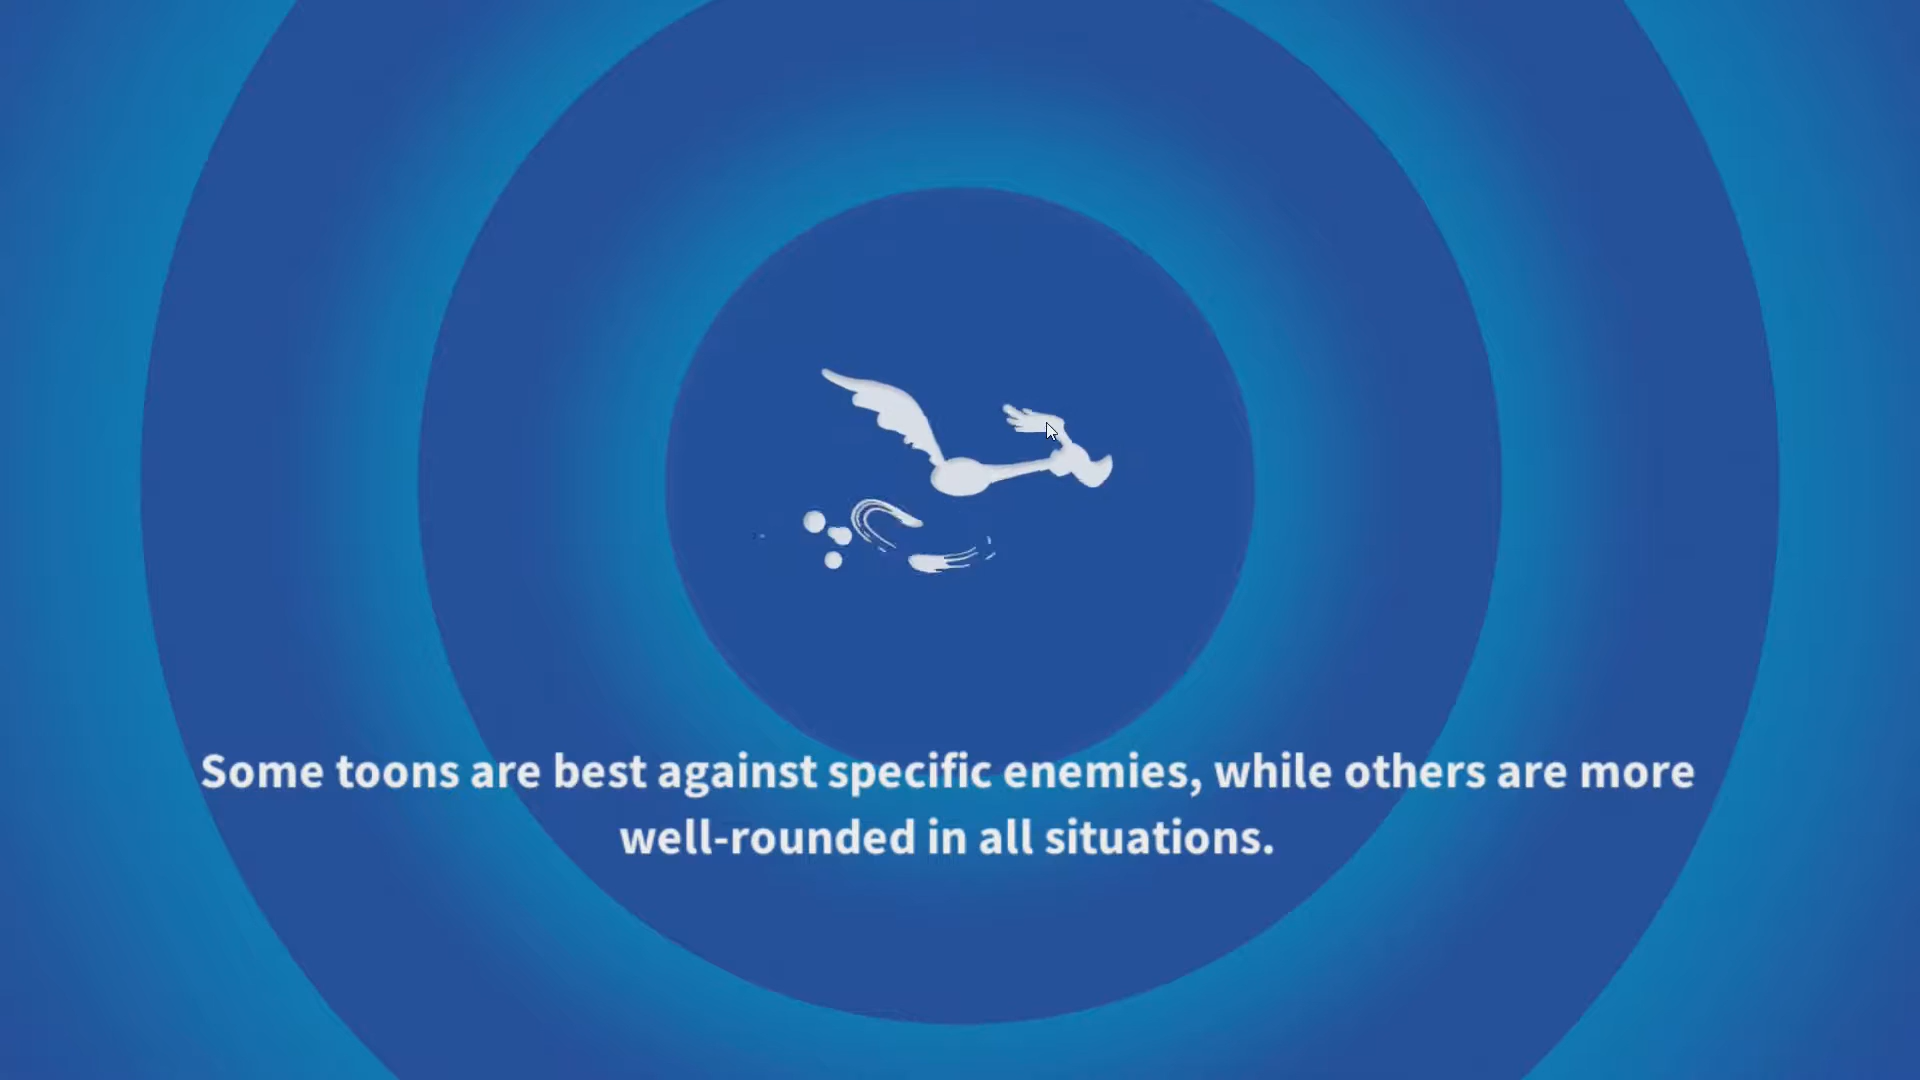 Some toons are best against specific enemies, while others are more
well-rounded in all situations.